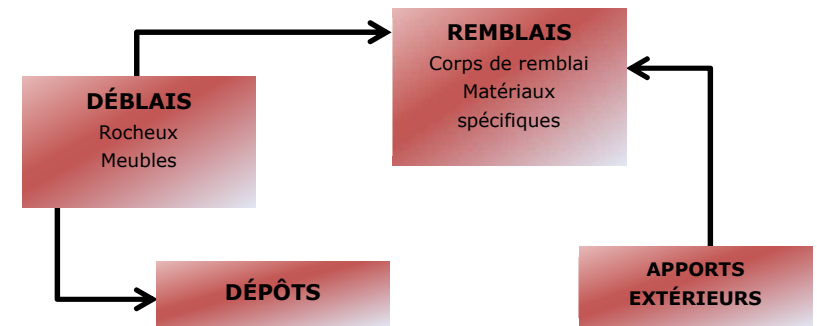 REMBLAIS
Corps de remblai
Matériaux
spécifiques
DÉBLAIS
Rocheux
Meubles
DÉPÔTS
APPORTS
EXTÉRIEURS